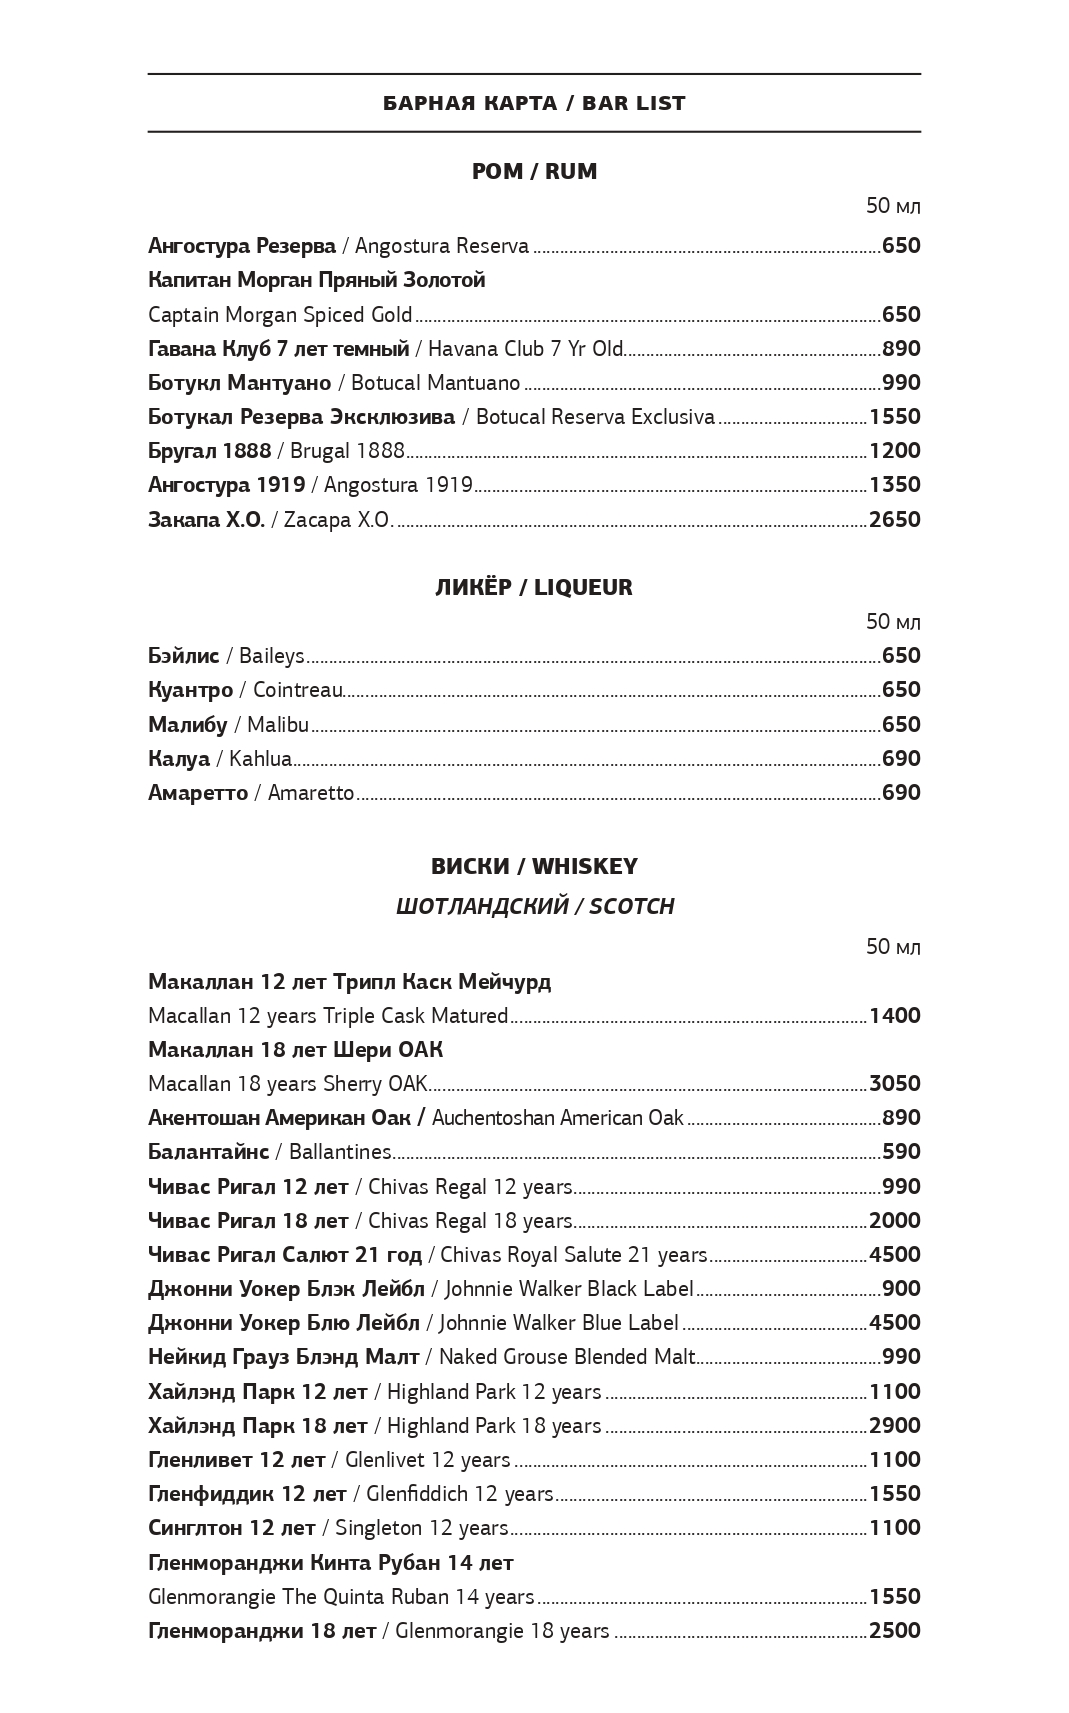 БАРНАЯ КАРТА / BAR LIST
РОМ / RUM
50 мл
Ангостура Резерва / Angostura Reserva 650
Капитан Морган Пряный Золотой
Captain Morgan Spiced Gold 650
Гавана Клуб 7 лет темный / Havana Club 7 Yr Old 890
Ботукл Мантуано / Botucal Mantuano 990
Ботукал Резерва Эксклюзива / Botucal Reserva Exclusiva 1550
Бругал 1888 / Brugal 1888 1200
Ангостура 1919 / Angostura 1919 1350
Закапа X.O. / Zacapa X.O. 2650
ЛИКЁР / LIQUEUR
50 мл
Бэйлис / Baileys 650
Куантро / Cointreau 650
Малибу / Malibu 650
Калуа / Kahlua 690
Амаретто / Amaretto 690
ВИСКИ / WHISKEY
ШОТЛАНДСКИЙ / SCOTCH
50 мл
Макаллан 12 лет Трипл Каск Мейчурд
Macallan 12 years Triple Cask Matured 1400
Макаллан 18 лет Шери ОАК
Macallan 18 years Sherry OAK 3050
Акентошан Американ Оак / Auchentoshan American Oak 890
Балантайнс / Ballantines 590
Чивас Ригал 12 лет / Chivas Regal 12 years 990
Чивас Ригал 18 лет / Chivas Regal 18 years 2000
Чивас Ригал Салют 21 год / Chivas Royal Salute 21 years 4500
Джонни Уокер Блэк Лейбл / Johnnie Walker Black Label 900
Джонни Уокер Блю Лейбл / Johnnie Walker Blue Label 4500
Нейкид Грауз Блэнд Малт / Naked Grouse Blended Malt 990
Хайлэнд Парк 12 лет / Highland Park 12 years 1100
Хайлэнд Парк 18 лет / Highland Park 18 years 2900
Гленливет 12 лет / Glenlivet 12 years 1100
Гленфиддик 12 лет / Glenfiddich 12 years 1550
Синглтон 12 лет / Singleton 12 years 1100
Гленморанджи Кинта Рубан 14 лет
Glenmorangie The Quinta Ruban 14 years 1550
Гленморанджи 18 лет / Glenmorangie 18 years 2500